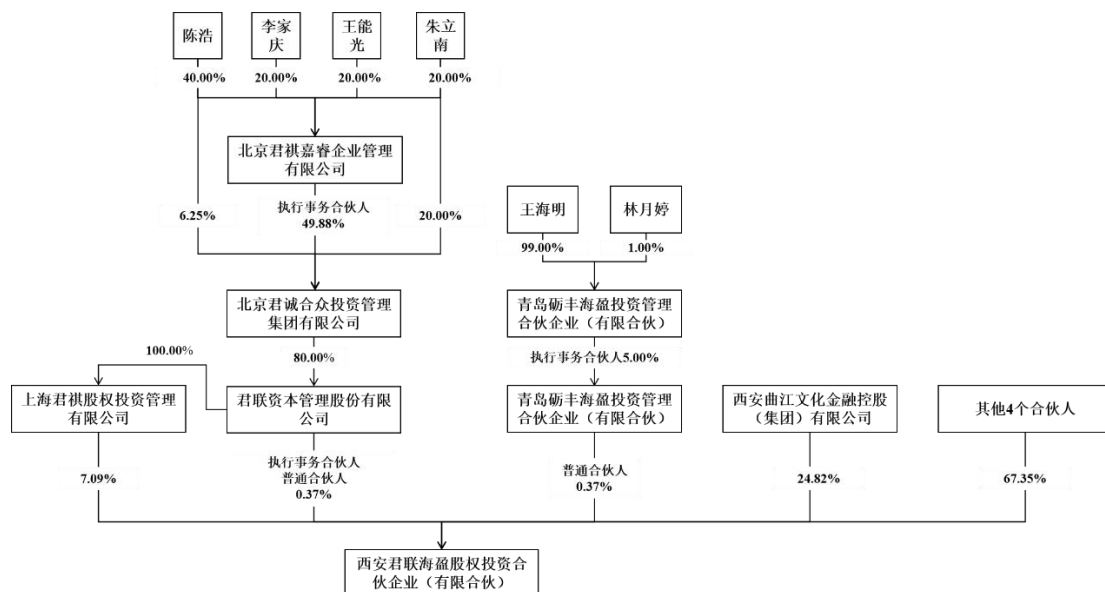 陈浩
李家
庆
王能
光
朱立
南
40.00%
20.00%
20.00%
20.00%
北京君祺嘉睿企业管理
有限公司
6.25%
执行事务合伙人
49.88%
20.00%
王海明
林月婷
99.00%
1.00%
北京君诚合众投资管理
集团有限公司
青岛砺丰海盈投资管理
合伙企业（有限合伙）
100.00%
80.00%
执行事务合伙人5.00%
上海君祺股权投资管理
有限公司
君联资本管理股份有限
公司
青岛砺丰海盈投资管理
合伙企业（有限合伙）
西安曲江文化金融控股
（集团）有限公司
其他4个合伙人
7.09%
执行事务合伙人
普通合伙人
0.37%
普通合伙人
0.37%
24.82%
67.35%
西安君联海盈股权投资合
伙企业（有限合伙）